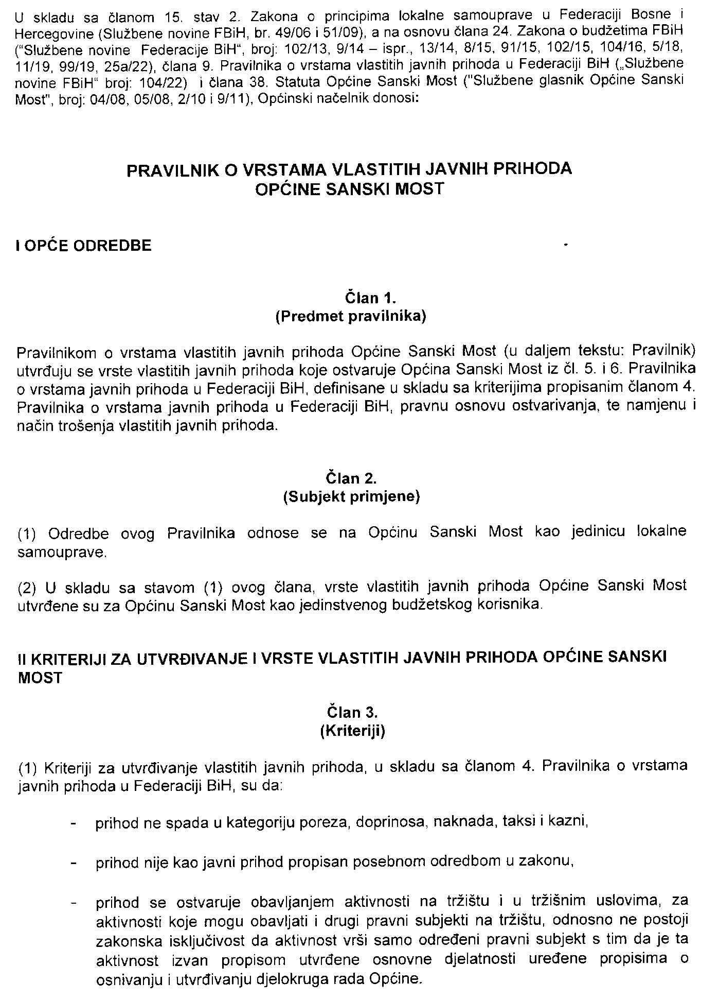 U skladu sa članom 15. stav 2. Zakona o principima lokalne samouprave u Federaciji Bosne i
Hercegovine (Službene novine FBiH, br. 49/06 i 51/09), a na osnovu člana 24. Zakona o budžetima FBiH
(“Službene novine Federacije BiH“, broj: 102/13, 9/14 – ispr., 13/14, 8/15, 91/15, 102/15, 104/16, 5/18,
11/19, 99/19, 25a/22), člana 9. Pravilnika o vrstama vlastitih javnih prihoda u Federaciji BiH („Službene
novine FBiH“ broj: 104/22) i člana 38. Statuta Općine Sanski Most ("Službene glasnik Općine Sanski
Most", broj: 04/08, 05/08, 2/10 i 9/11), Općinski načelnik donosi:
PRAVILNIK O VRSTAMA VLASTITIH JAVNIH PRIHODA
OPĆINE SANSKI MOST
I OPĆE ODREDBE
Član 1.
(Predmet pravilnika)
Pravilnikom o vrstama vlastitih javnih prihoda Općine Sanski Most (u daljem tekstu: Pravilnik)
utvrđuju se vrste vlastitih javnih prihoda koje ostvaruje Općina Sanski Most iz čl. 5. i 6. Pravilnika
o vrstama javnih prihoda u Federaciji BiH, definisane u skladu sa kriterijima propisanim članom 4.
Pravilnika o vrstama javnih prihoda u Federaciji BiH, pravnu osnovu ostvarivanja, te namjenu i
način trošenja vlastitih javnih prihoda.
Član 2.
(Subjekt primjene)
(1) Odredbe ovog Pravilnika odnose se na Općinu Sanski Most kao jedinicu lokalne
samouprave.
(2) U skladu sa stavom (1) ovog člana, vrste vlastitih javnih prihoda Općine Sanski Most
utvrđene su za Općinu Sanski Most kao jedinstvenog budžetskog korisnika.
II KRITERIJI ZA UTVRĐIVANJE I VRSTE VLASTITIH JAVNIH PRIHODA OPĆINE SANSKI
MOST
Član 3.
(Kriteriji)
(1) Kriteriji za utvrđivanje vlastitih javnih prihoda, u skladu sa članom 4. Pravilnika o vrstama
javnih prihoda u Federaciji BiH, su da:
- prihod ne spada u kategoriju poreza, doprinosa, naknada, taksi i kazni,
- prihod nije kao javni prihod propisan posebnom odredbom u zakonu,
- prihod se ostvaruje obavljanjem aktivnosti na tržištu i u tržišnim uslovima, za
aktivnosti koje mogu obavljati i drugi pravni subjekti na tržištu, odnosno ne postoji
zakonska isključivost da aktivnost vrši samo određeni pravni subjekt s tim da je ta
aktivnost izvan propisom utvrđene osnovne djelatnosti uređene propisima o
osnivanju i utvrđivanju djelokruga rada Općine.